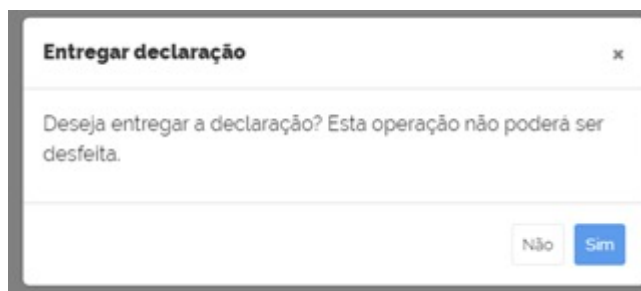 Entregar declaração
×
Deseja entregar a declaração? Esta operação não poderá ser
desfeita.
Não
Sim